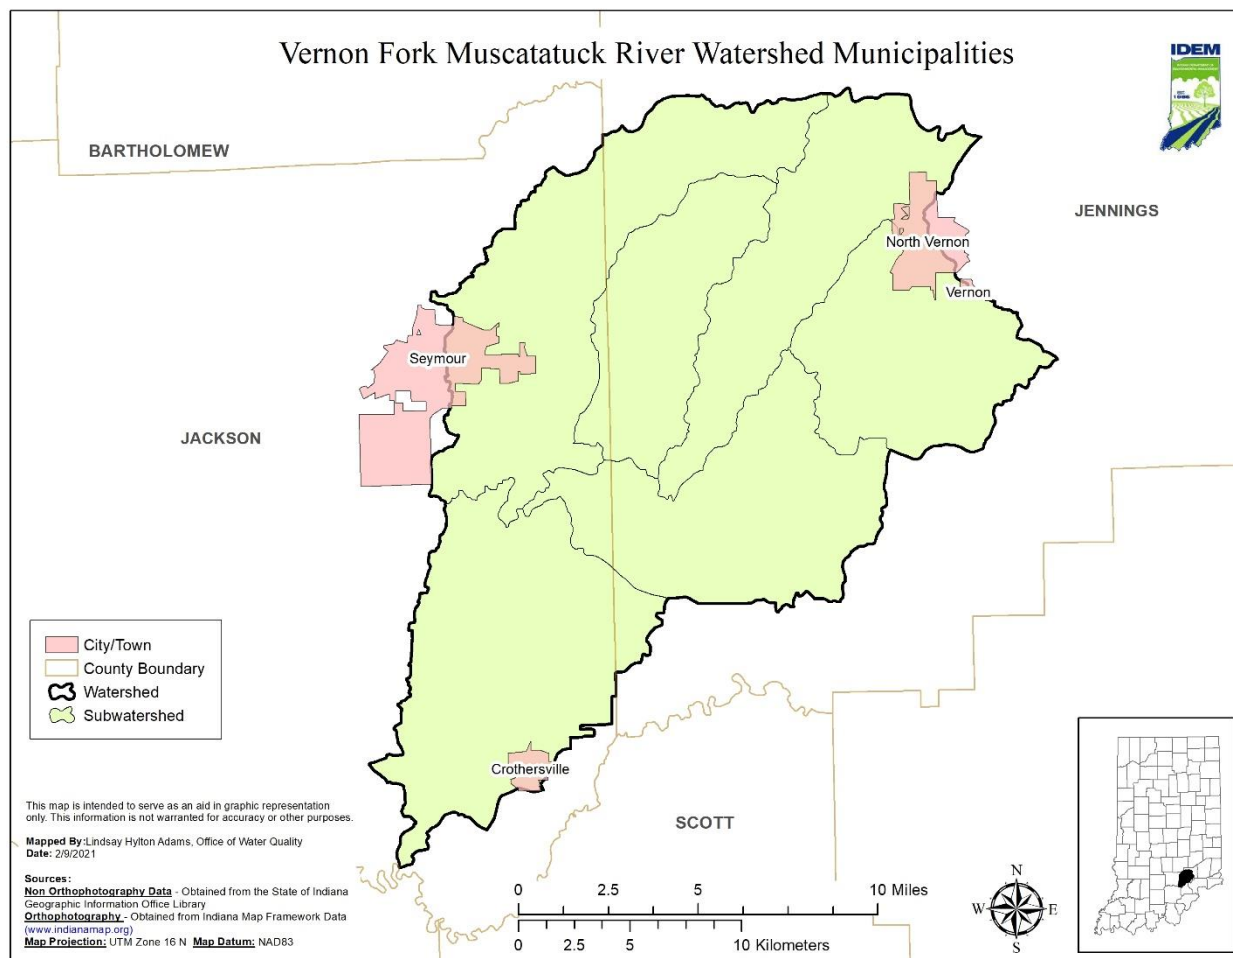 Vernon Fork Muscatatuck River Watershed Municipalities
IDEM
BARTHOLOMEW
JENNINGS
North Vernon
Vernon
Seymour
JACKSON
City/Town
County Boundary
Watershed
Subwatershed
Crothersville
SCOTT
This map is intended to serve as an aid in graphic representation
only. This information is not warranted for accuracy or other purposes.
Mapped By:Lindsay Hylton Adams, Office of Water Quality
Date: 2/9/2021
Sources:
Non Orthophotography Data - Obtained from the State of Indiana
Geographic Information Office Library
Orthophotography - Obtained from Indiana Map Framework Data
(www.indianamap.org)
Map Projection: UTM Zone 16 N Map Datum: NAD83
0 2.5 5 10 Miles
0 2.5 5 10 Kilometers
N
W E
S